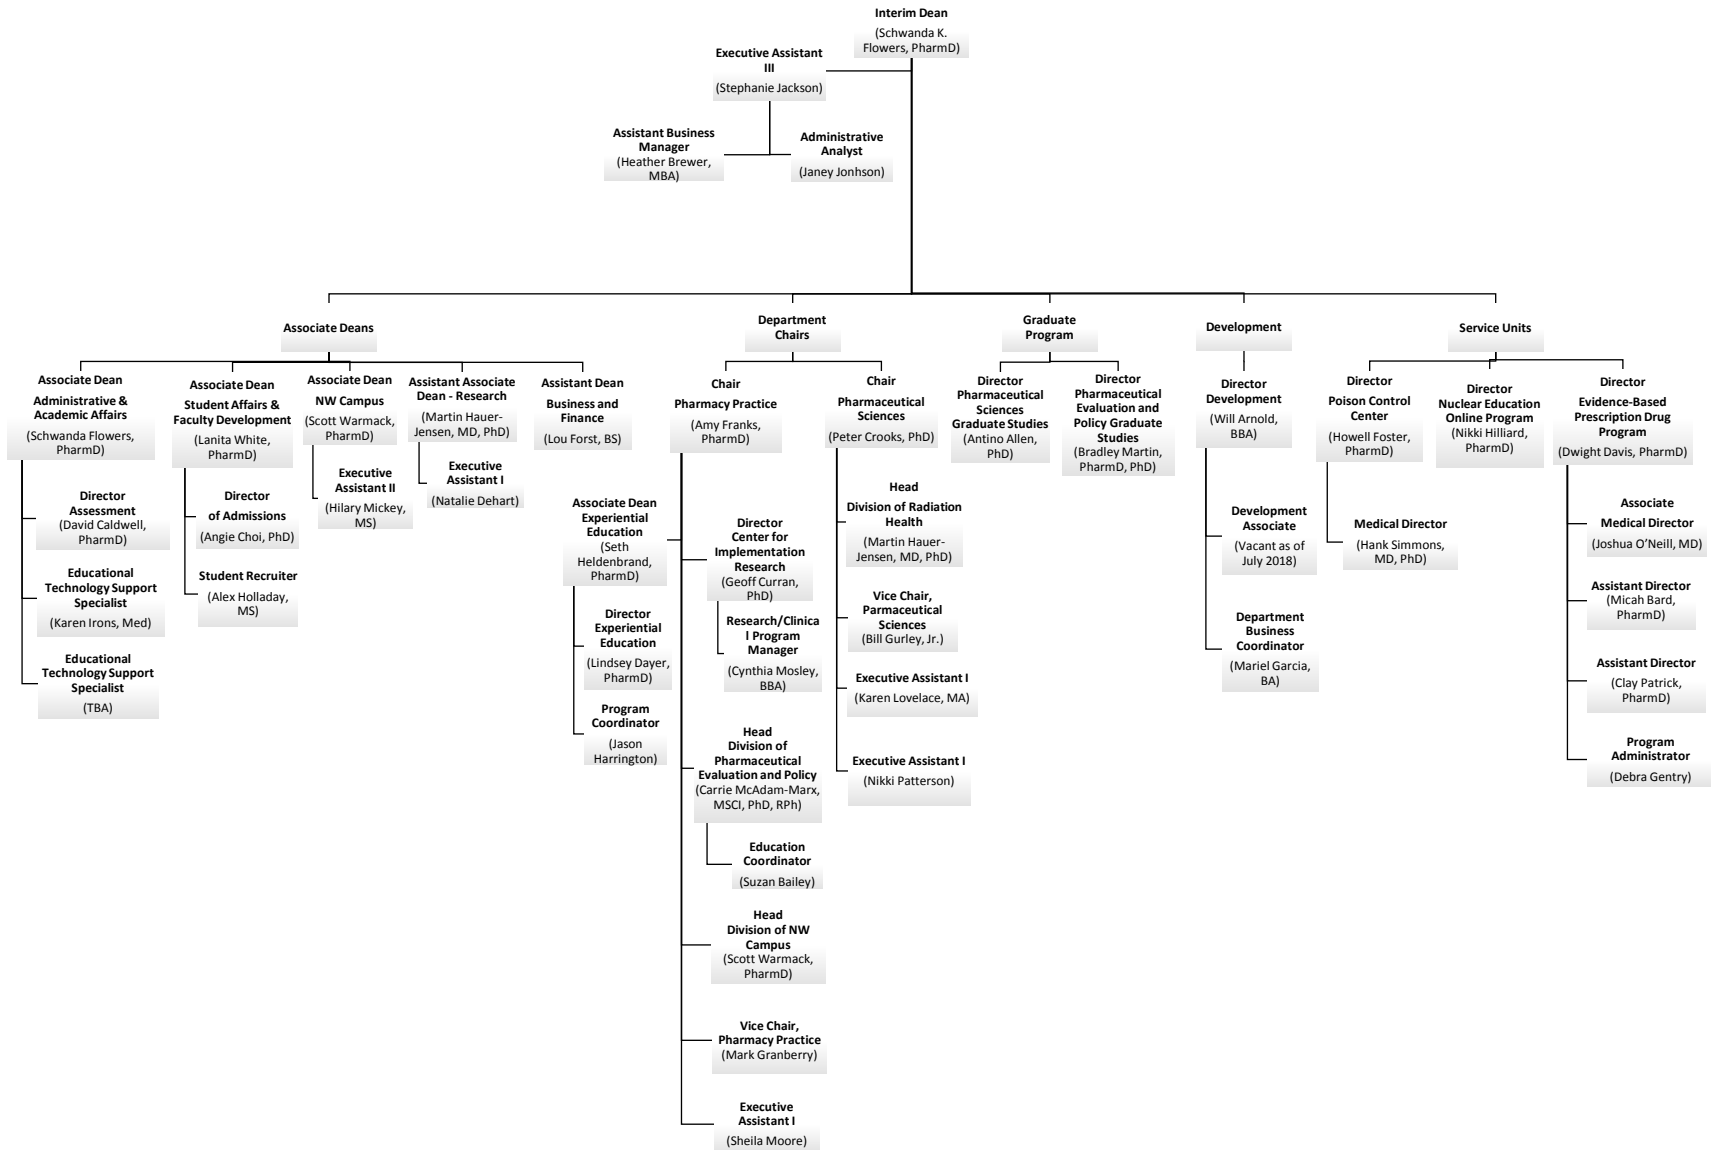 Interim Dean
(Schwanda K.
Flowers, PharmD)
Executive Assistant
III
(Stephanie Jackson)
Assistant Business
Manager
(Heather Brewer,
MBA)
Administrative
Analyst
(Janey Jonhson)
Associate Deans
Department
Chairs
Graduate
Program
Development
Service Units
Associate Dean
Administrative &
Academic Affairs
(Schwanda Flowers,
PharmD)
Director
Assessment
(David Caldwell,
PharmD)
Educational
Technology Support
Specialist
(Karen Irons, Med)
Educational
Technology Support
Specialist
(TBA)
Associate Dean
Student Affairs &
Faculty Development
(Lanita White,
PharmD)
Director
of Admissions
(Angie Choi, PhD)
Student Recruiter
(Alex Holladay,
MS)
Associate Dean
NW Campus
(Scott Warmack,
PharmD)
Executive
Assistant II
(Hilary Mickey,
MS)
Assistant Associate
Dean - Research
(Martin Hauer-
Jensen, MD, PhD)
Executive
Assistant I
(Natalie Dehart)
Assistant Dean
Business and
Finance
(Lou Forst, BS)
Chair
Pharmacy Practice
(Amy Franks,
PharmD)
Associate Dean
Experiential
Education
(Seth
Heldenbrand,
PharmD)
Director
Experiential
Education
(Lindsey Dayer,
PharmD)
Program
Coordinator
(Jason
Harrington)
Director
Center for
Implementation
Research
(Geoff Curran,
PhD)
Research/Clinica
l Program
Manager
(Cynthia Mosley,
BBA)
Head
Division of
Pharmaceutical
Evaluation and Policy
(Carrie McAdam-Marx,
MSCI, PhD, RPh)
Education
Coordinator
(Suzan Bailey)
Head
Division of NW
Campus
(Scott Warmack,
PharmD)
Vice Chair,
Pharmacy Practice
(Mark Granberry)
Executive
Assistant I
(Sheila Moore)
Chair
Pharmaceutical
Sciences
(Peter Crooks, PhD)
Head
Division of Radiation
Health
(Martin Hauer-
Jensen, MD, PhD)
Vice Chair,
Parmaceutical
Sciences
(Bill Gurley, Jr.)
Executive Assistant I
(Karen Lovelace, MA)
Executive Assistant I
(Nikki Patterson)
Director
Pharmaceutical
Sciences
Graduate Studies
(Antino Allen,
PhD)
Director
Pharmaceutical
Evaluation and
Policy Graduate
Studies
(Bradley Martin,
PharmD, PhD)
Director
Development
(Will Arnold,
BBA)
Development
Associate
(Vacant as of
July 2018)
Department
Business
Coordinator
(Mariel Garcia,
BA)
Director
Poison Control
Center
(Howell Foster,
PharmD)
Medical Director
(Hank Simmons,
MD, PhD)
Director
Nuclear Education
Online Program
(Nikki Hilliard,
PharmD)
Director
Evidence-Based
Prescription Drug
Program
(Dwight Davis, PharmD)
Associate
Medical Director
(Joshua O’Neill, MD)
Assistant Director
(Micah Bard,
PharmD)
Assistant Director
(Clay Patrick,
PharmD)
Program
Administrator
(Debra Gentry)